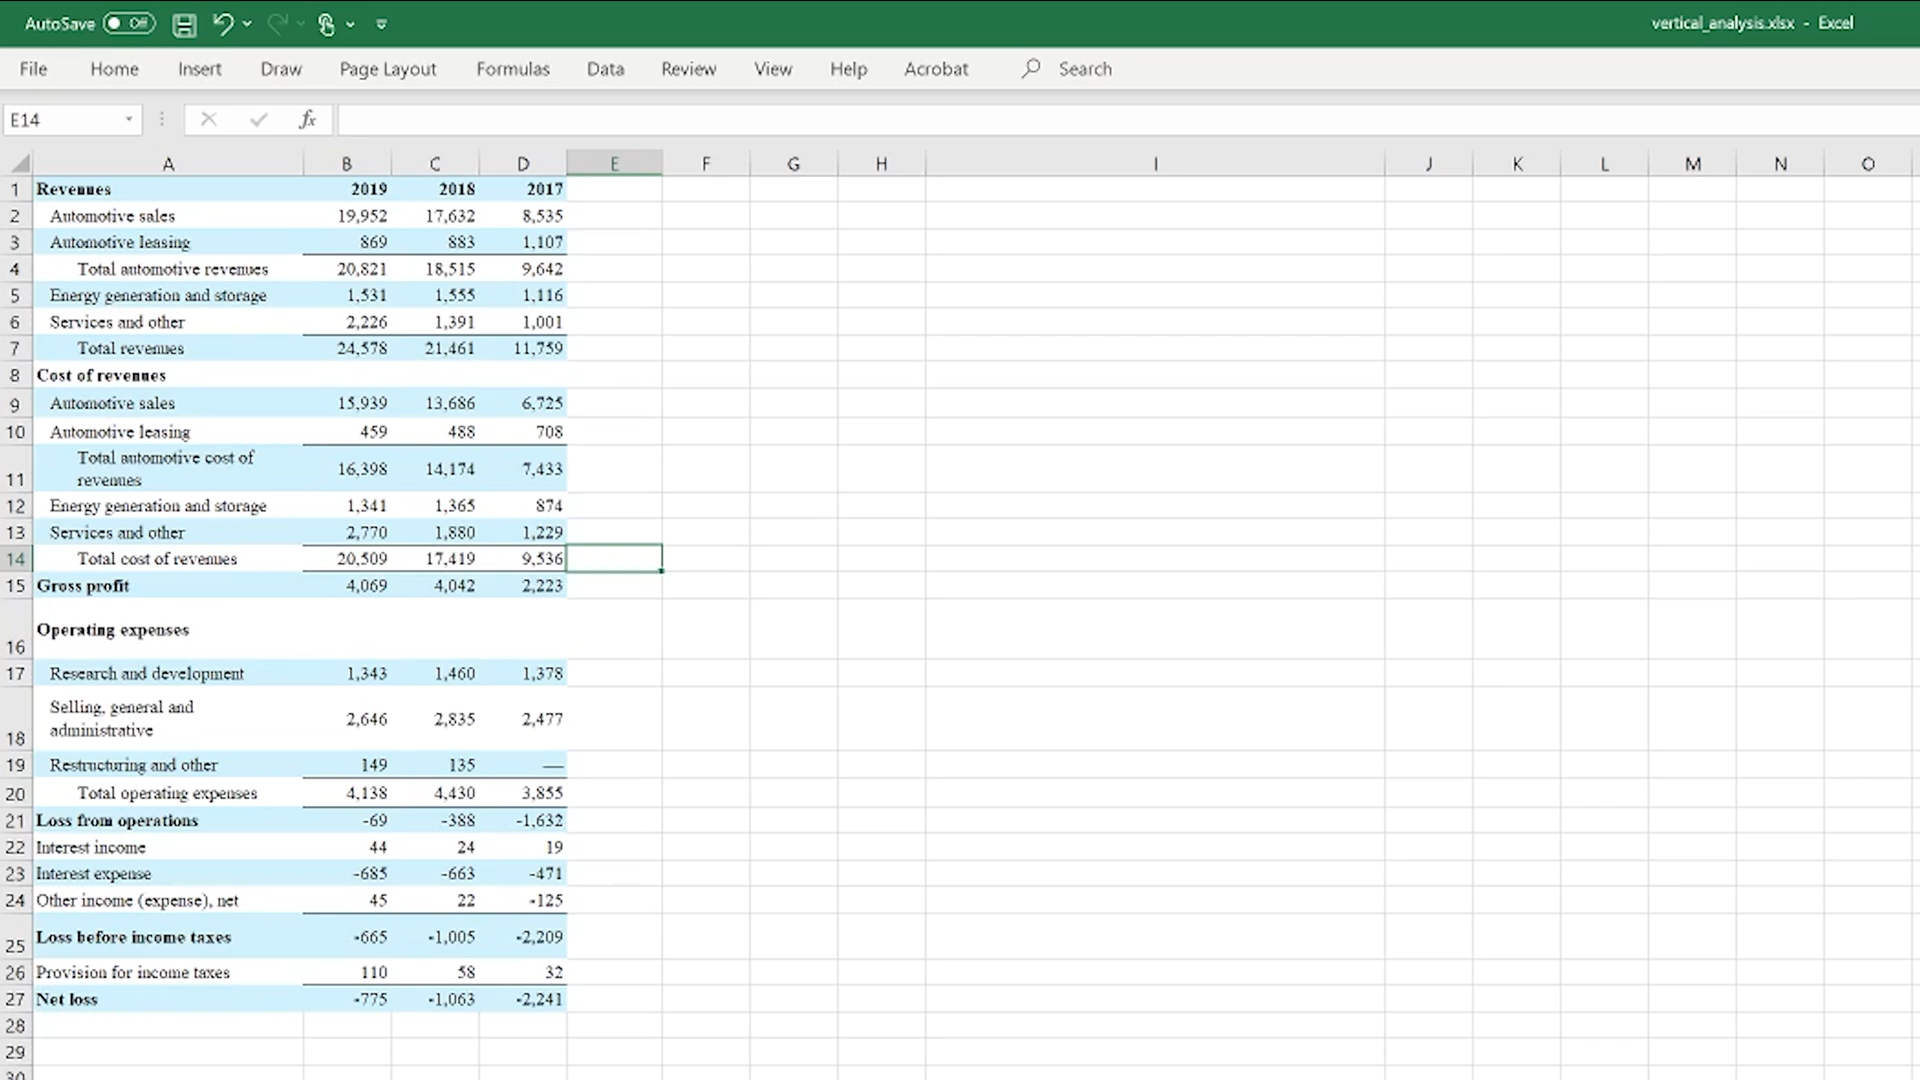 AutoSave Off vertical_analysis.xlsx - Excel
File Home Insert Draw Page Layout Formulas Data Review View Help Acrobat Search
E14 fx
A B C D E F G H I J K L M N O
1 Revenues 2019 2018 2017
2 Automotive sales 19,952 17,632 8,535
3 Automotive leasing 869 883 1,107
4 Total automotive revenues 20,821 18,515 9,642
5 Energy generation and storage 1,531 1,555 1,116
6 Services and other 2,226 1,391 1,001
7 Total revenues 24,578 21,461 11,759
8 Cost of revenues
9 Automotive sales 15,939 13,686 6,725
10 Automotive leasing 459 488 708
Total automotive cost of
11 revenues 16,398 14,174 7,433
12 Energy generation and storage 1,341 1,365 874
13 Services and other 2,770 1,880 1,229
14 Total cost of revenues 20,509 17,419 9,536
15 Gross profit 4,069 4,042 2,223
16 Operating expenses
17 Research and development 1,343 1,460 1,378
Selling, general and
18 administrative 2,646 2,835 2,477
19 Restructuring and other 149 135 —
20 Total operating expenses 4,138 4,430 3,855
21 Loss from operations -69 -388 -1,632
22 Interest income 44 24 19
23 Interest expense -685 -663 -471
24 Other income (expense), net 45 22 -125
25 Loss before income taxes -665 -1,005 -2,209
26 Provision for income taxes 110 58 32
27 Net loss -775 -1,063 -2,241
28
29
30